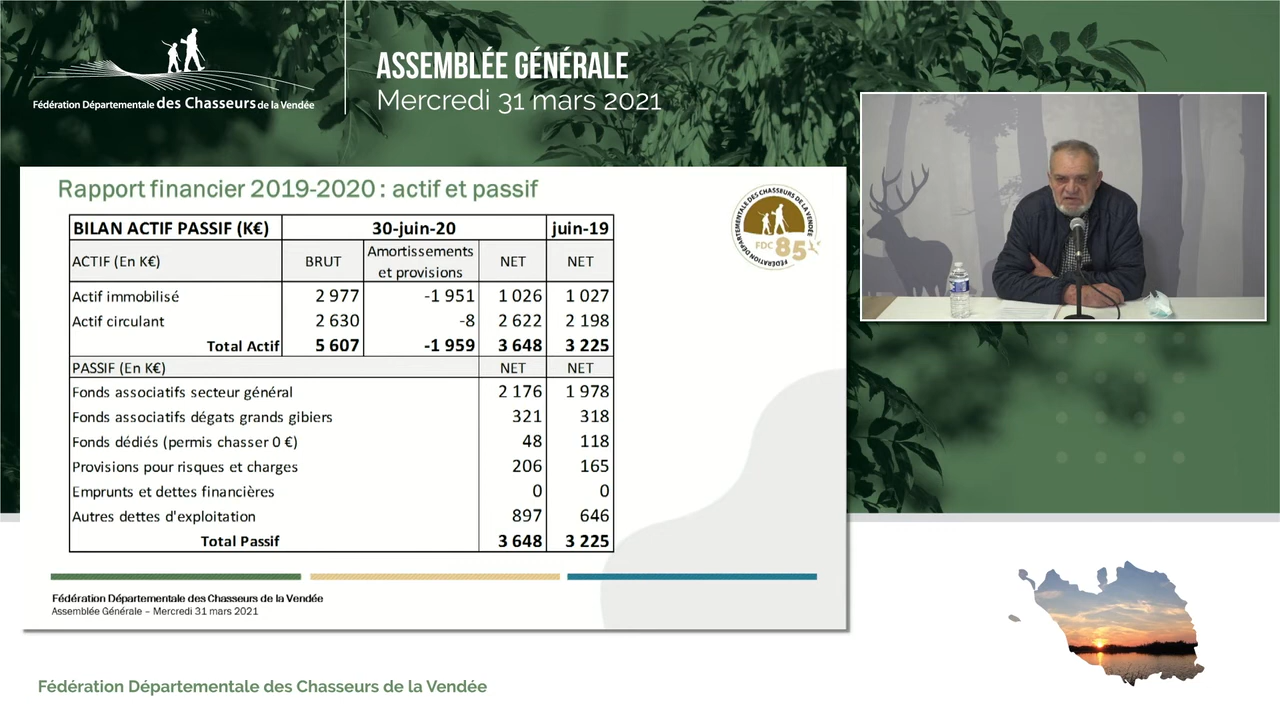 Fédération Départementale des Chasseurs de la Vendée
ASSEMBLÉE GÉNÉRALE
Mercredi 31 mars 2021
Rapport financier 2019-2020 : actif et passif
FÉDÉRATION DÉPARTEMENTALE DES CHASSEURS DE LA VENDÉE
FDC 85
BILAN ACTIF PASSIF (K€) 30-juin-20 juin-19
ACTIF (En K€) BRUT Amortissements et provisions NET NET
Actif immobilisé 2 977 -1 951 1 026 1 027
Actif circulant 2 630 -8 2 622 2 198
Total Actif 5 607 -1 959 3 648 3 225
PASSIF (En K€) NET NET
Fonds associatifs secteur général 2 176 1 978
Fonds associatifs dégats grands gibiers 321 318
Fonds dédiés (permis chasser 0 €) 48 118
Provisions pour risques et charges 206 165
Emprunts et dettes financières 0 0
Autres dettes d'exploitation 897 646
Total Passif 3 648 3 225
Fédération Départementale des Chasseurs de la Vendée
Assemblée Générale – Mercredi 31 mars 2021
Fédération Départementale des Chasseurs de la Vendée